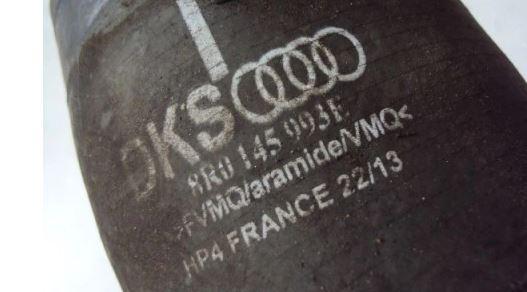 DKS
8R0 145 993E
>FVMQ/aramide/VMQ<
HP4 FRANCE 22/13